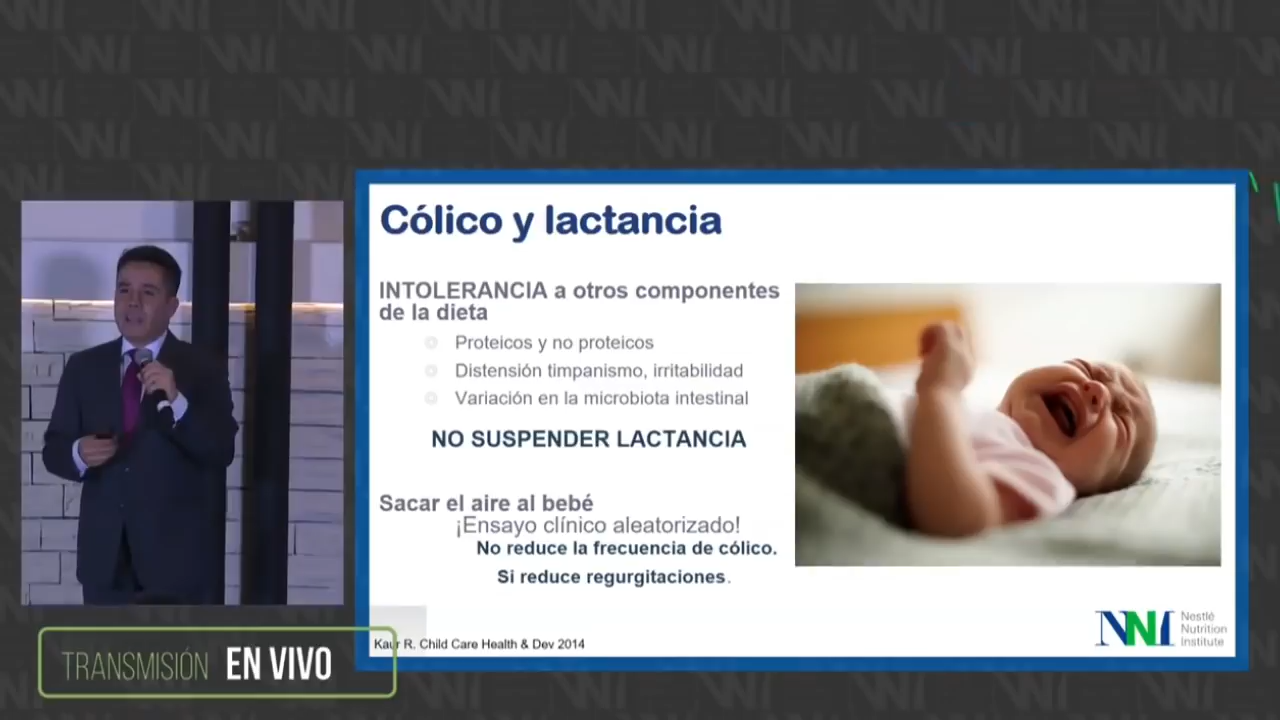 Cólico y lactancia
INTOLERANCIA a otros componentes
de la dieta
Proteicos y no proteicos
Distensión timpanismo, irritabilidad
Variación en la microbiota intestinal
NO SUSPENDER LACTANCIA
Sacar el aire al bebé
¡Ensayo clínico aleatorizado!
No reduce la frecuencia de cólico.
Si reduce regurgitaciones.
Kaur R. Child Care Health & Dev 2014
NNI
Nestlé
Nutrition
Institute
TRANSMISIÓN EN VIVO